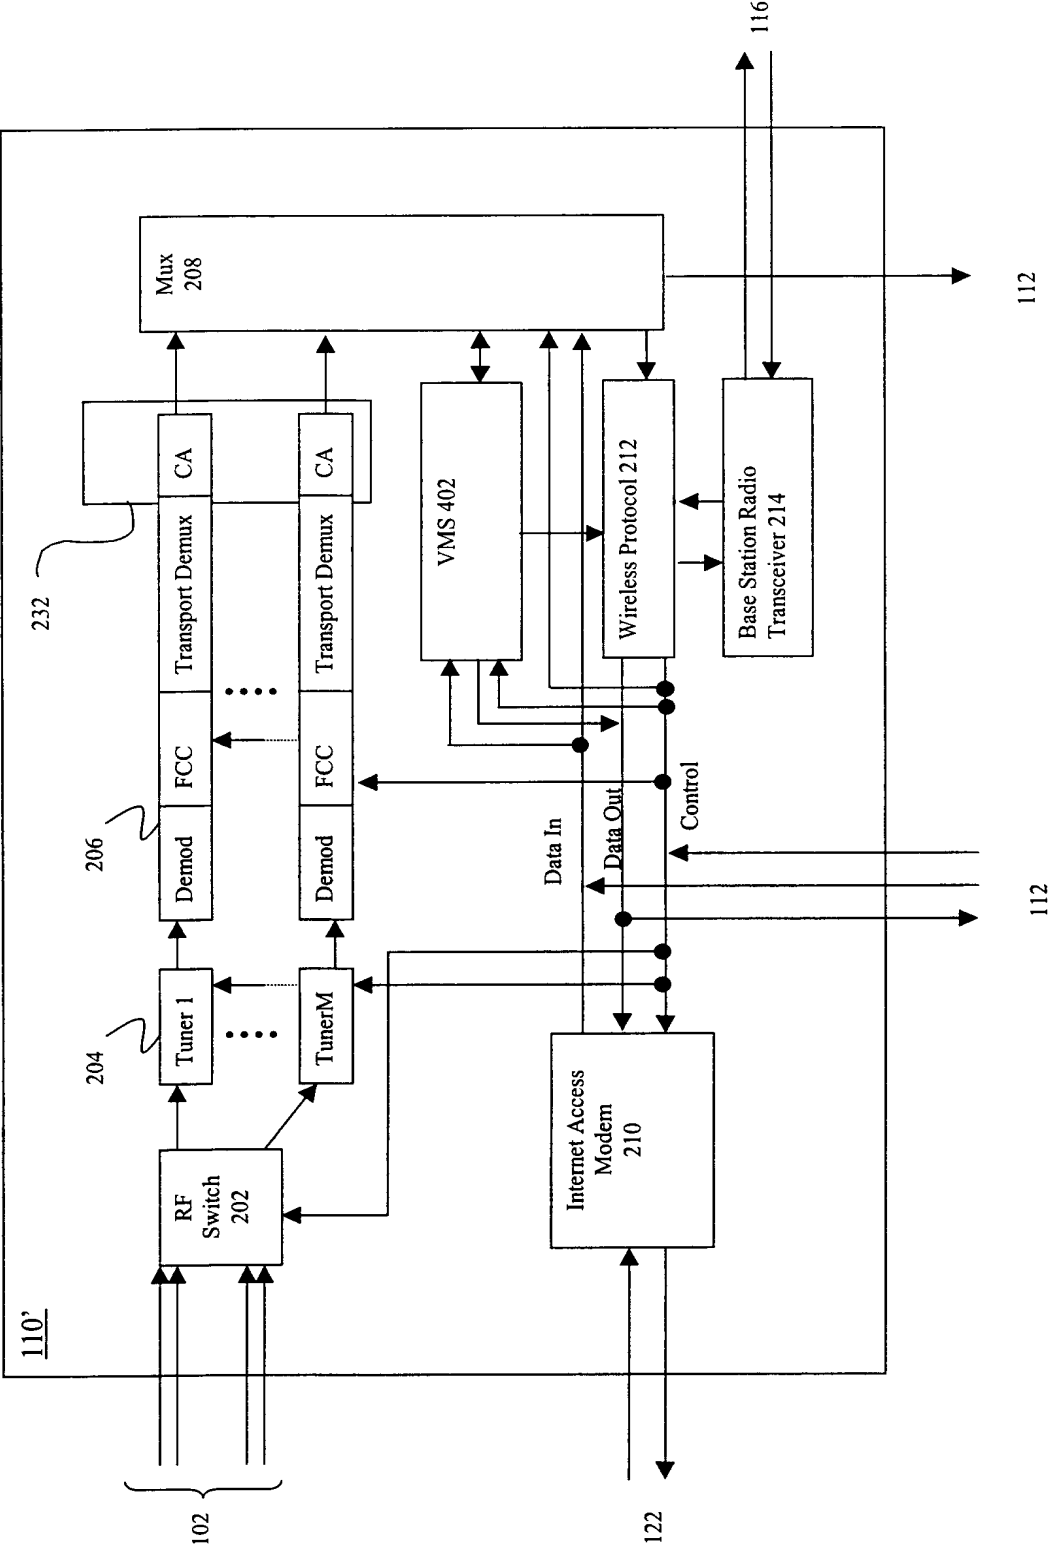 110'
102
RF
Switch
202
204
Tuner 1
TunerM
206
Demod
FCC
Transport Demux
CA
Demod
FCC
Transport Demux
CA
232
Mux
208
VMS 402
Wireless Protocol 212
Base Station Radio
Transceiver 214
Data In
Data Out
Control
Internet Access
Modem
210
122
112
112
116